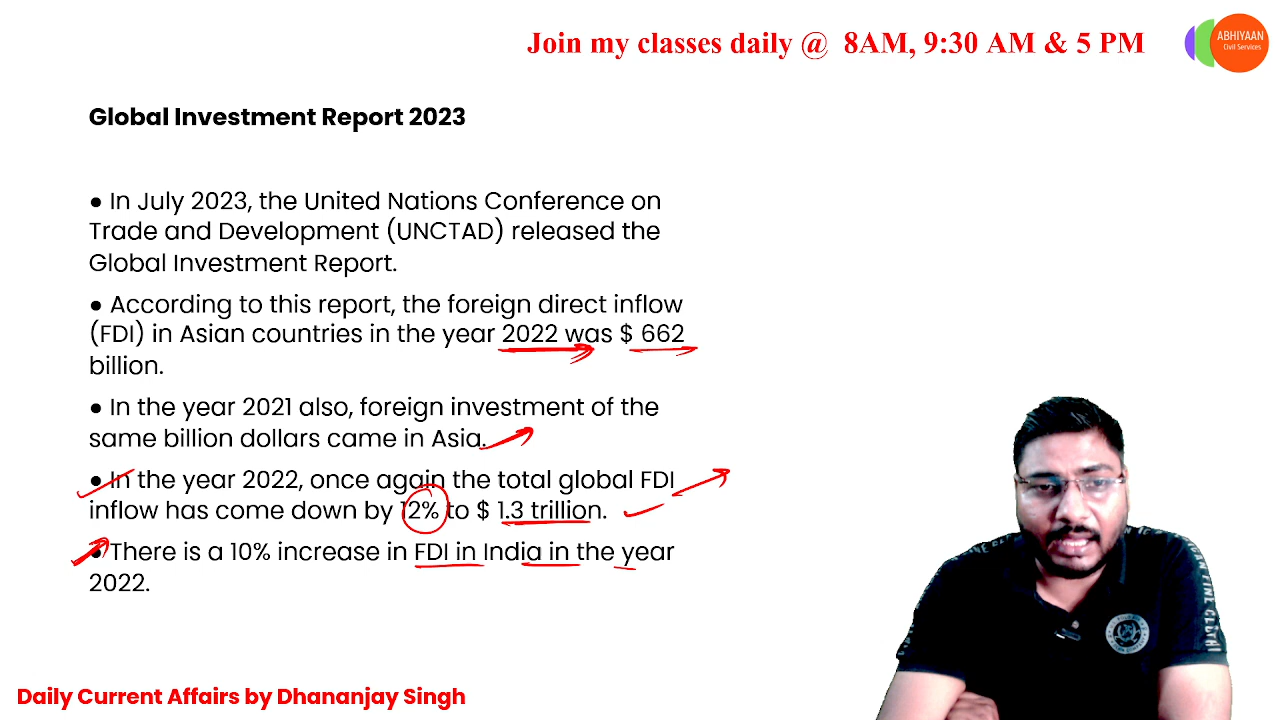 Join my classes daily @ 8AM, 9:30 AM & 5 PM
ABHIYAAN
Civil Services
Global Investment Report 2023
● In July 2023, the United Nations Conference on
Trade and Development (UNCTAD) released the
Global Investment Report.
● According to this report, the foreign direct inflow
(FDI) in Asian countries in the year 2022 was $ 662
billion.
● In the year 2021 also, foreign investment of the
same billion dollars came in Asia.
● In the year 2022, once again the total global FDI
inflow has come down by 12% to $ 1.3 trillion.
● There is a 10% increase in FDI in India in the year
2022.
Daily Current Affairs by Dhananjay Singh